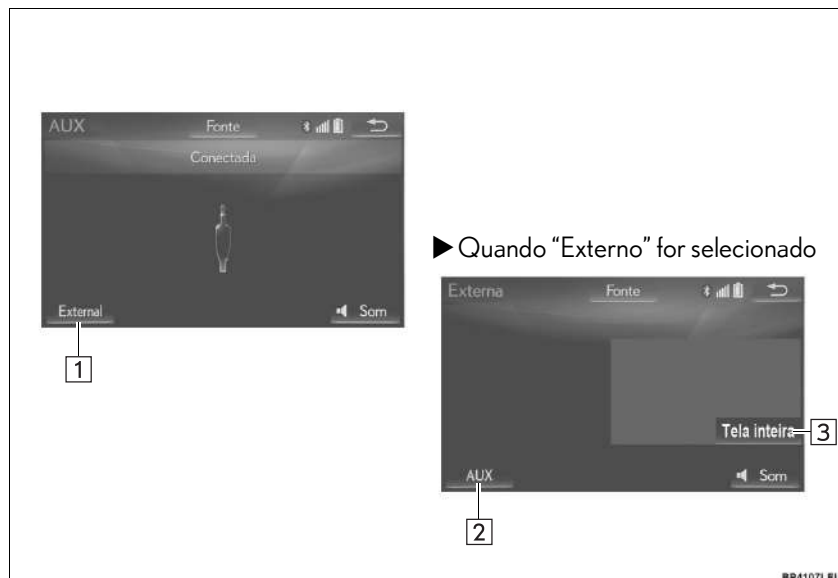 AUX Fonte
Conectada
External Som
1
▶ Quando “Externo” for selecionado
Externa Fonte
Tela inteira 3
AUX Som
2